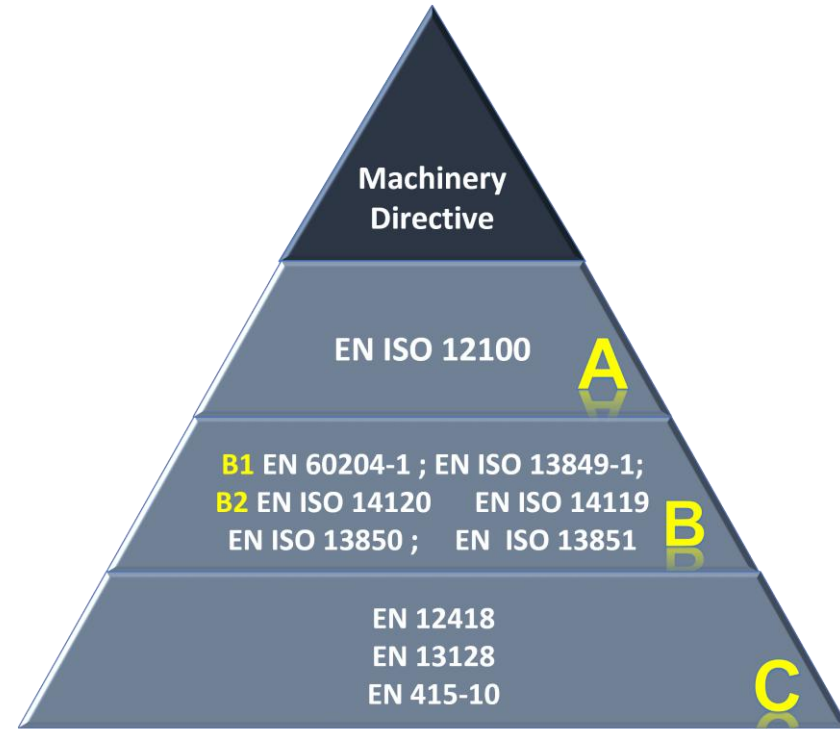 Machinery
Directive
EN ISO 12100
A
B1 EN 60204-1 ; EN ISO 13849-1;
B2 EN ISO 14120 EN ISO 14119
EN ISO 13850 ; EN ISO 13851
B
EN 12418
EN 13128
EN 415-10
C